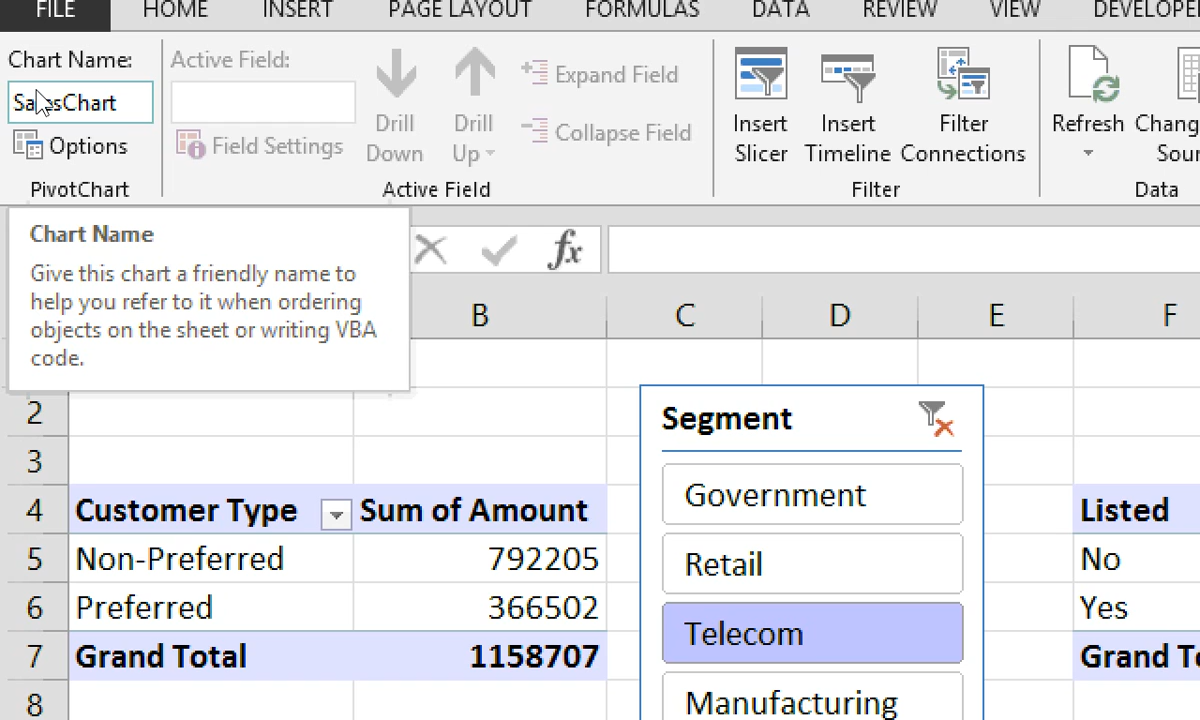 FILE HOME INSERT PAGE LAYOUT FORMULAS DATA REVIEW VIEW
Chart Name:
SalesChart
Options
PivotChart
Active Field:
Field Settings
Drill Down
Drill Up
Expand Field
Collapse Field
Active Field
Insert Slicer
Insert Timeline
Filter Connections
Filter
Refresh
Data
Chart Name
Give this chart a friendly name to
help you refer to it when ordering
objects on the sheet or writing VBA
code.
fx
B C D E F
2
3
4 Customer Type Sum of Amount Listed
5 Non-Preferred 792205 No
6 Preferred 366502 Yes
7 Grand Total 1158707 Grand
8
Segment
Government
Retail
Telecom
Manufacturing